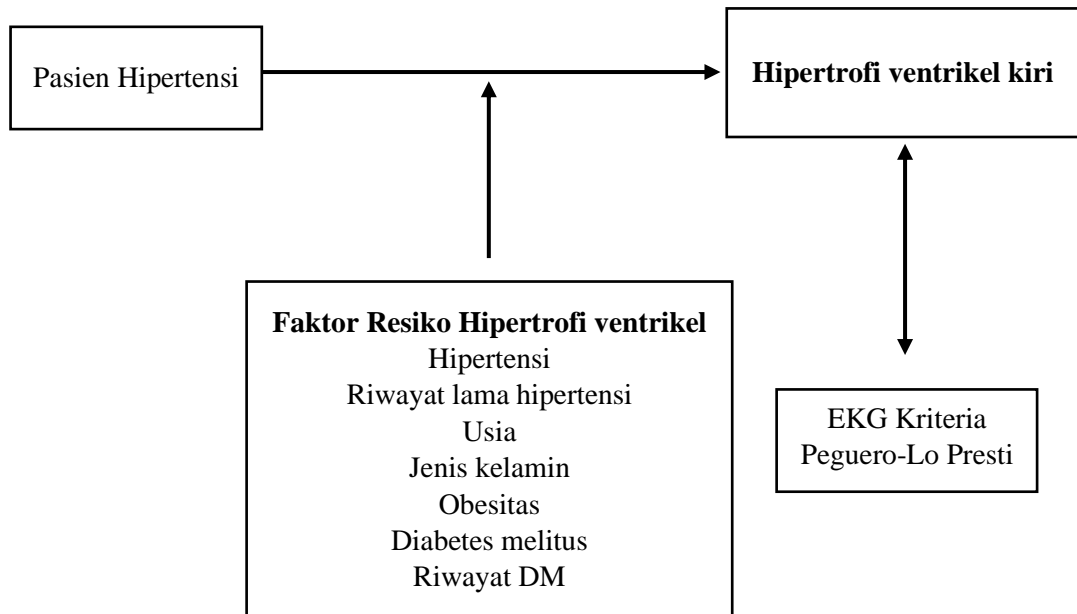 Pasien Hipertensi
Hipertrofi ventrikel kiri
Faktor Resiko Hipertrofi ventrikel
Hipertensi
Riwayat lama hipertensi
Usia
Jenis kelamin
Obesitas
Diabetes melitus
Riwayat DM
EKG Kriteria
Peguero-Lo Presti